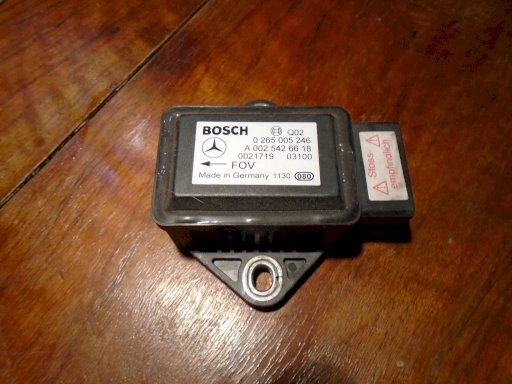 BOSCH Q02
0 265 005 246
A 002 542 66 18
0021719 03100
FOV
Made in Germany 1130 080
Stoss-
empfindlich